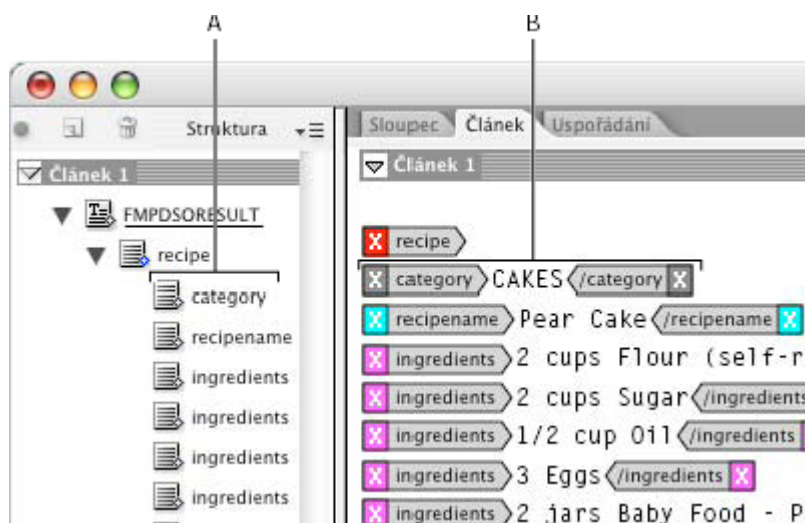 A B
Struktura
Sloupec Článek Uspořádání
Článek 1
FMPDSORESULT
recipe
category
recipename
ingredients
ingredients
ingredients
ingredients
Článek 1
X recipe
X category CAKES /category X
X recipename Pear Cake /recipename X
X ingredients 2 cups Flour (self-r
X ingredients 2 cups Sugar /ingredients
X ingredients 1/2 cup Oil /ingredients
X ingredients 3 Eggs /ingredients X
X ingredients 2 jars Baby Food - P